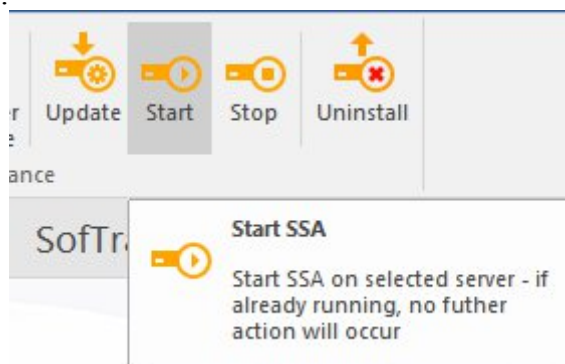 r Update Start Stop Uninstall
e
ance
SofTra
Start SSA
Start SSA on selected server - if
already running, no futher
action will occur